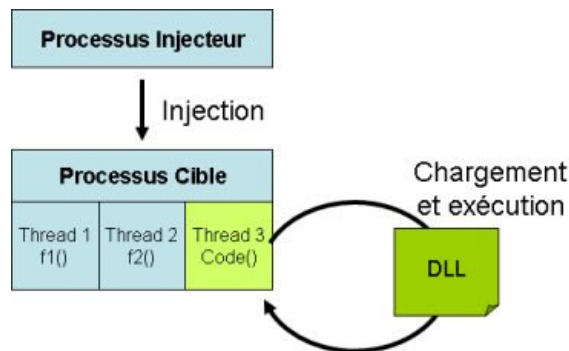 Processus Injecteur
Injection
Processus Cible
Thread 1
f1()
Thread 2
f2()
Thread 3
Code()
Chargement
et exécution
DLL